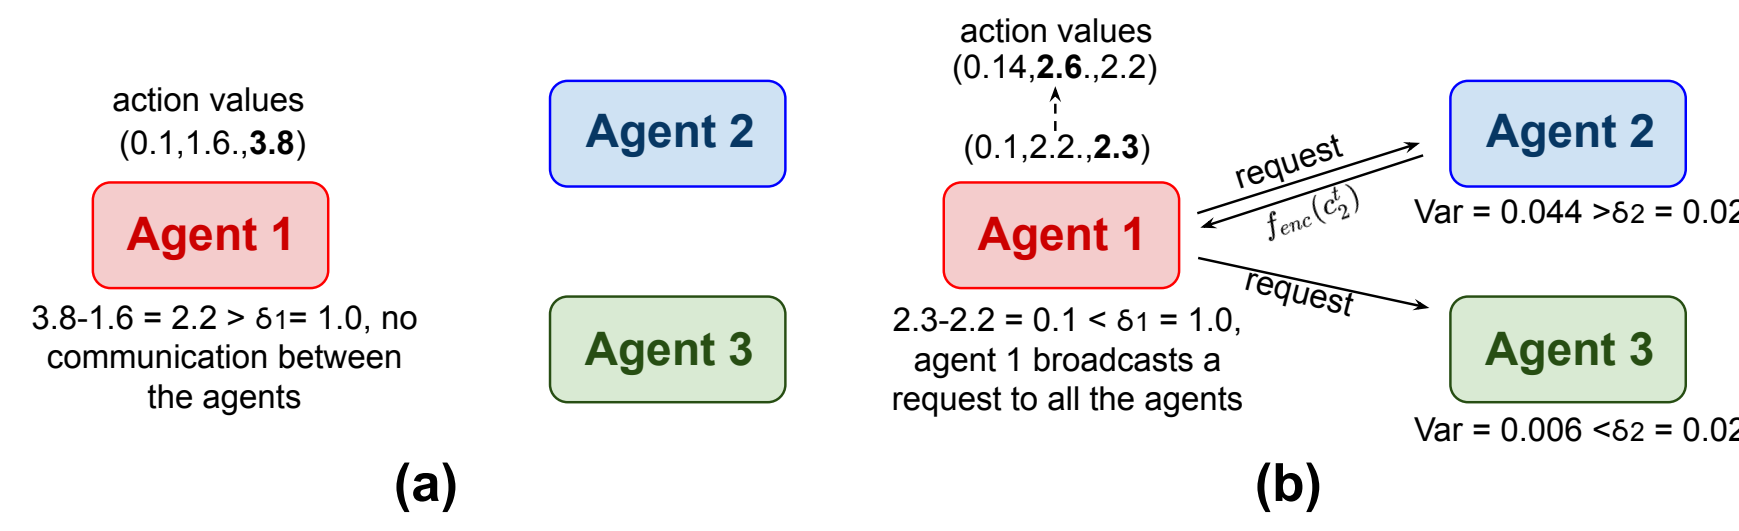 action values
(0.1,1.6.,3.8)
Agent 1
3.8-1.6 = 2.2 > δ1= 1.0, no
communication between
the agents
Agent 2
Agent 3
(a)
action values
(0.14,2.6.,2.2)
(0.1,2.2.,2.3)
Agent 1
2.3-2.2 = 0.1 < δ1 = 1.0,
agent 1 broadcasts a
request to all the agents
request
f_{enc}(c_2^t)
request
Agent 2
Var = 0.044 >δ2 = 0.02
Agent 3
Var = 0.006 <δ2 = 0.02
(b)